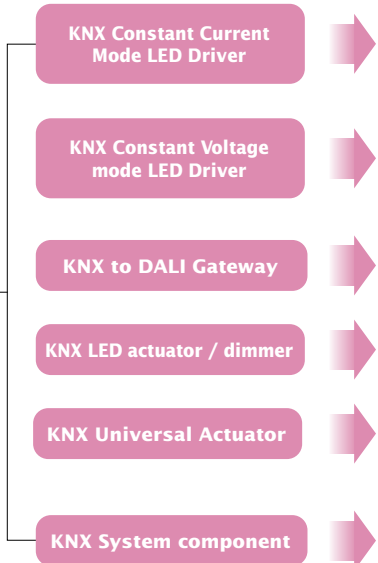 KNX Constant Current
Mode LED Driver
KNX Constant Voltage
mode LED Driver
KNX to DALI Gateway
KNX LED actuator / dimmer
KNX Universal Actuator
KNX System component